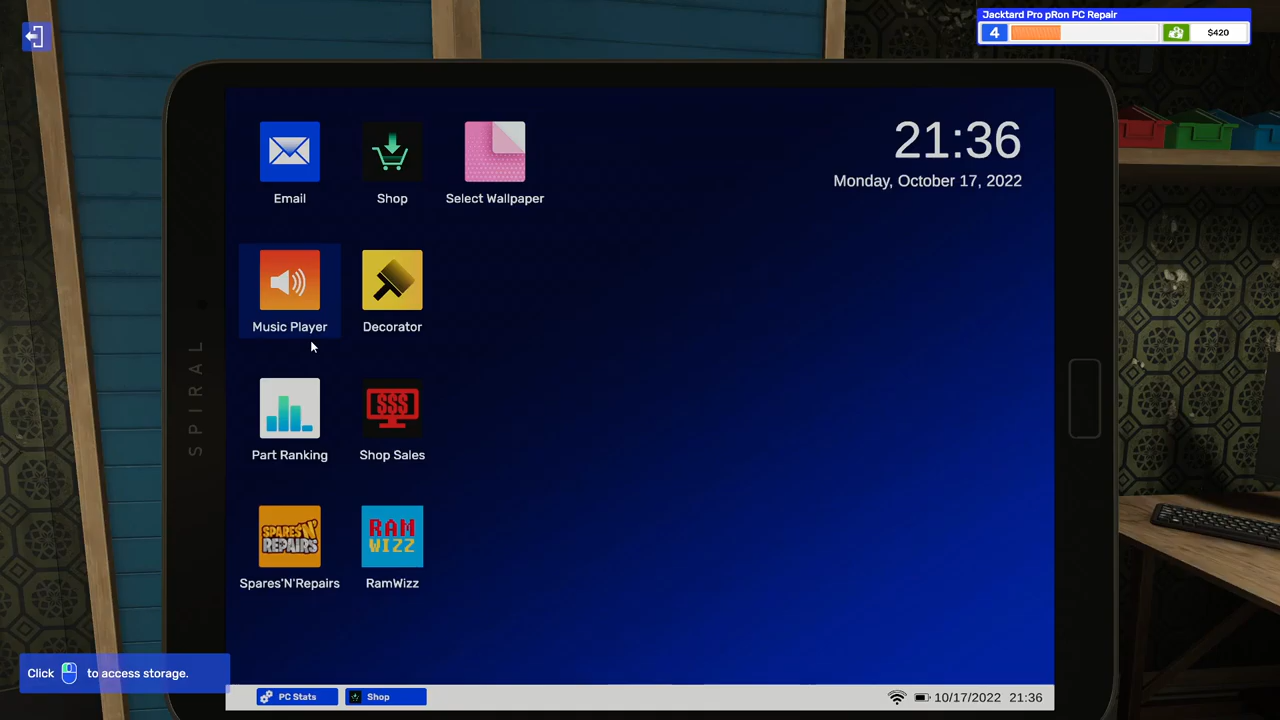 Jacktard Pro pRon PC Repair
4
$420
Email
Shop
Select Wallpaper
21:36
Monday, October 17, 2022
Music Player
Decorator
SPIRAL
$$$
Part Ranking
Shop Sales
SPARES'N'
REPAIRS
RAM
WIZZ
Spares'N'Repairs
RamWizz
Click to access storage.
PC Stats
Shop
10/17/2022 21:36